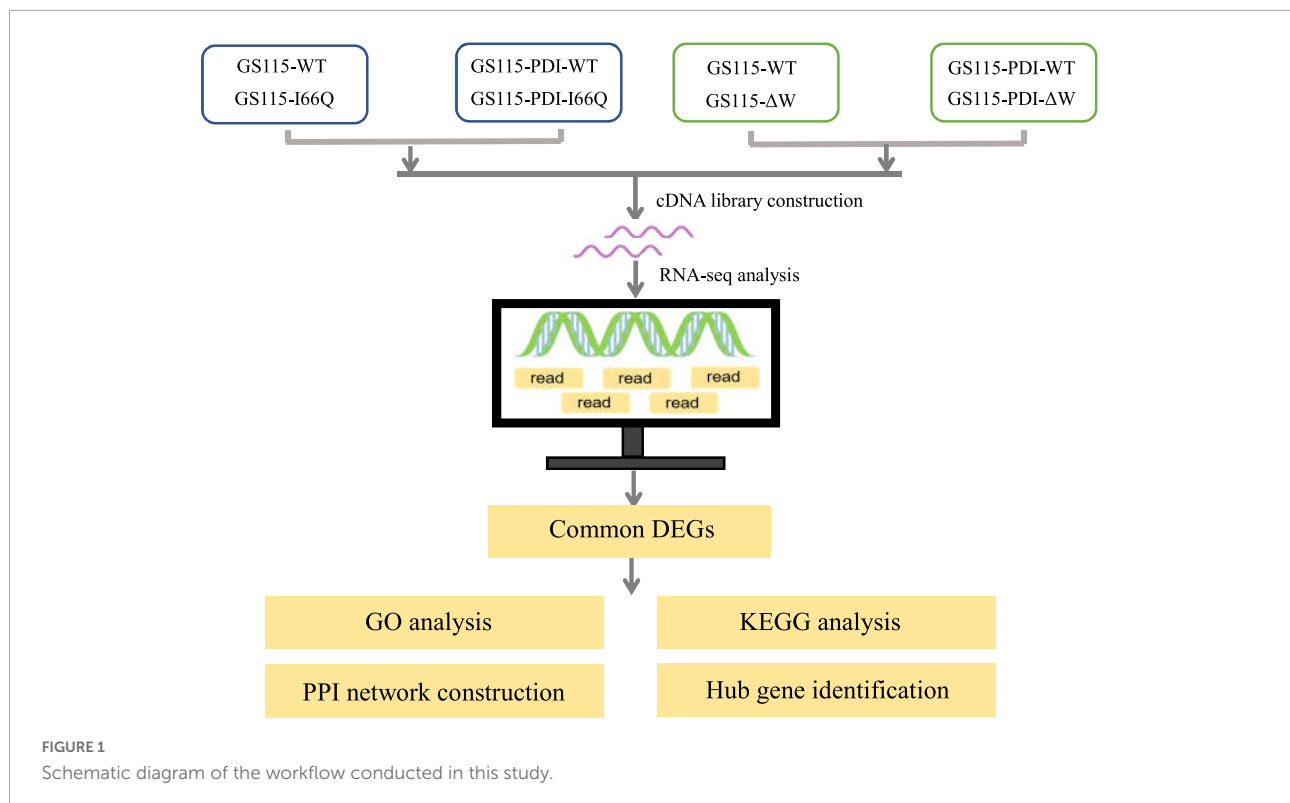 GS115-WT
GS115-I66Q
GS115-PDI-WT
GS115-PDI-I66Q
GS115-WT
GS115-ΔW
GS115-PDI-WT
GS115-PDI-ΔW
cDNA library construction
RNA-seq analysis
read read read
read read
Common DEGs
GO analysis
KEGG analysis
PPI network construction
Hub gene identification
FIGURE 1
Schematic diagram of the workflow conducted in this study.